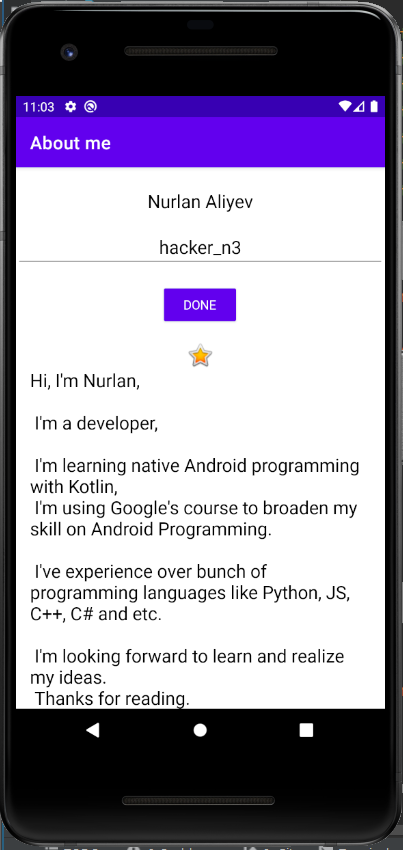 11:03
About me
Nurlan Aliyev
hacker_n3
DONE
Hi, I'm Nurlan,
I'm a developer,
I'm learning native Android programming
with Kotlin,
I'm using Google's course to broaden my
skill on Android Programming.
I've experience over bunch of
programming languages like Python, JS,
C++, C# and etc.
I'm looking forward to learn and realize
my ideas.
Thanks for reading.